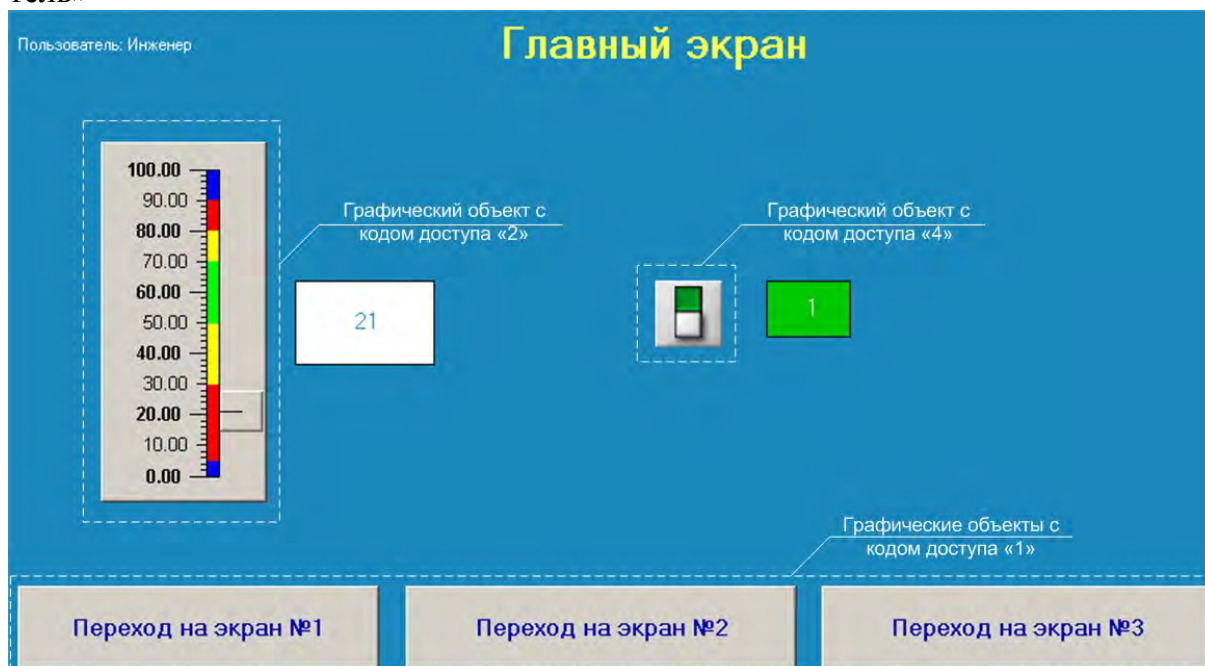 тель»
Пользователь: Инженер
Главный экран
100.00
90.00
80.00
70.00
60.00
50.00
40.00
30.00
20.00
10.00
0.00
Графический объект с
кодом доступа «2»
21
Графический объект с
кодом доступа «4»
1
Графические объекты с
кодом доступа «1»
Переход на экран №1
Переход на экран №2
Переход на экран №3